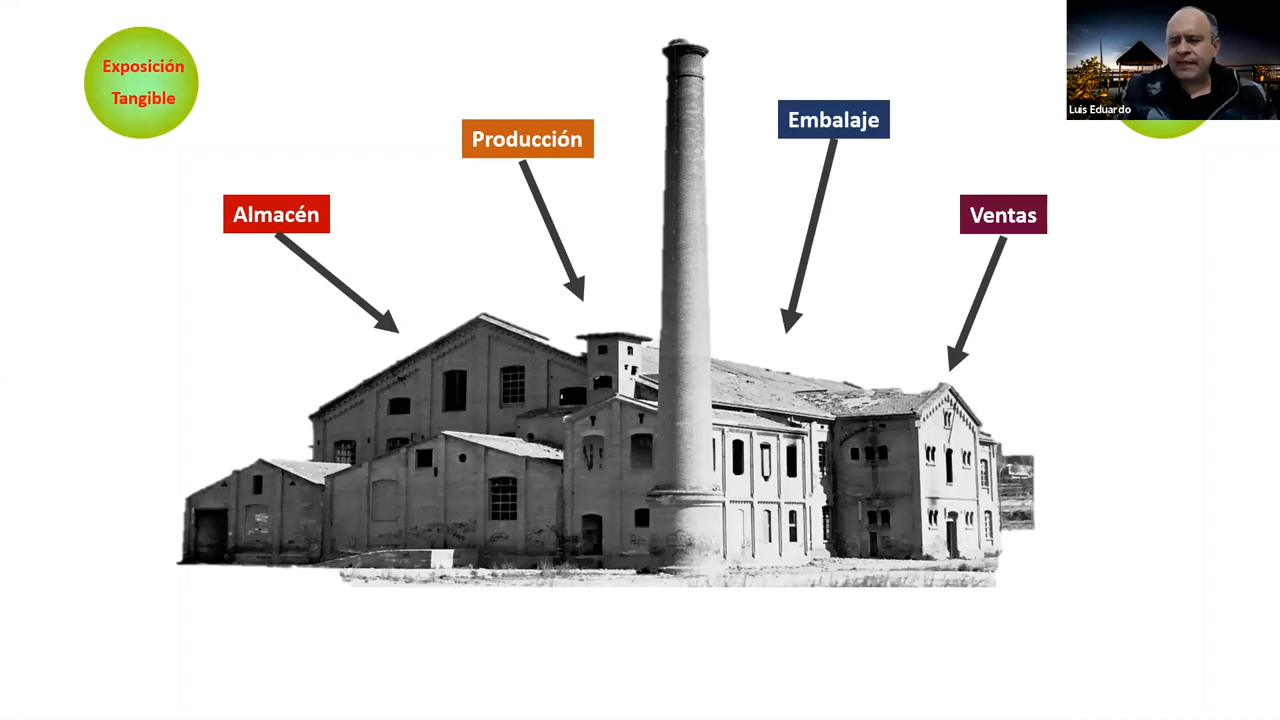 Exposición
Tangible
Luis Eduardo
Embalaje
Producción
Almacén
Ventas